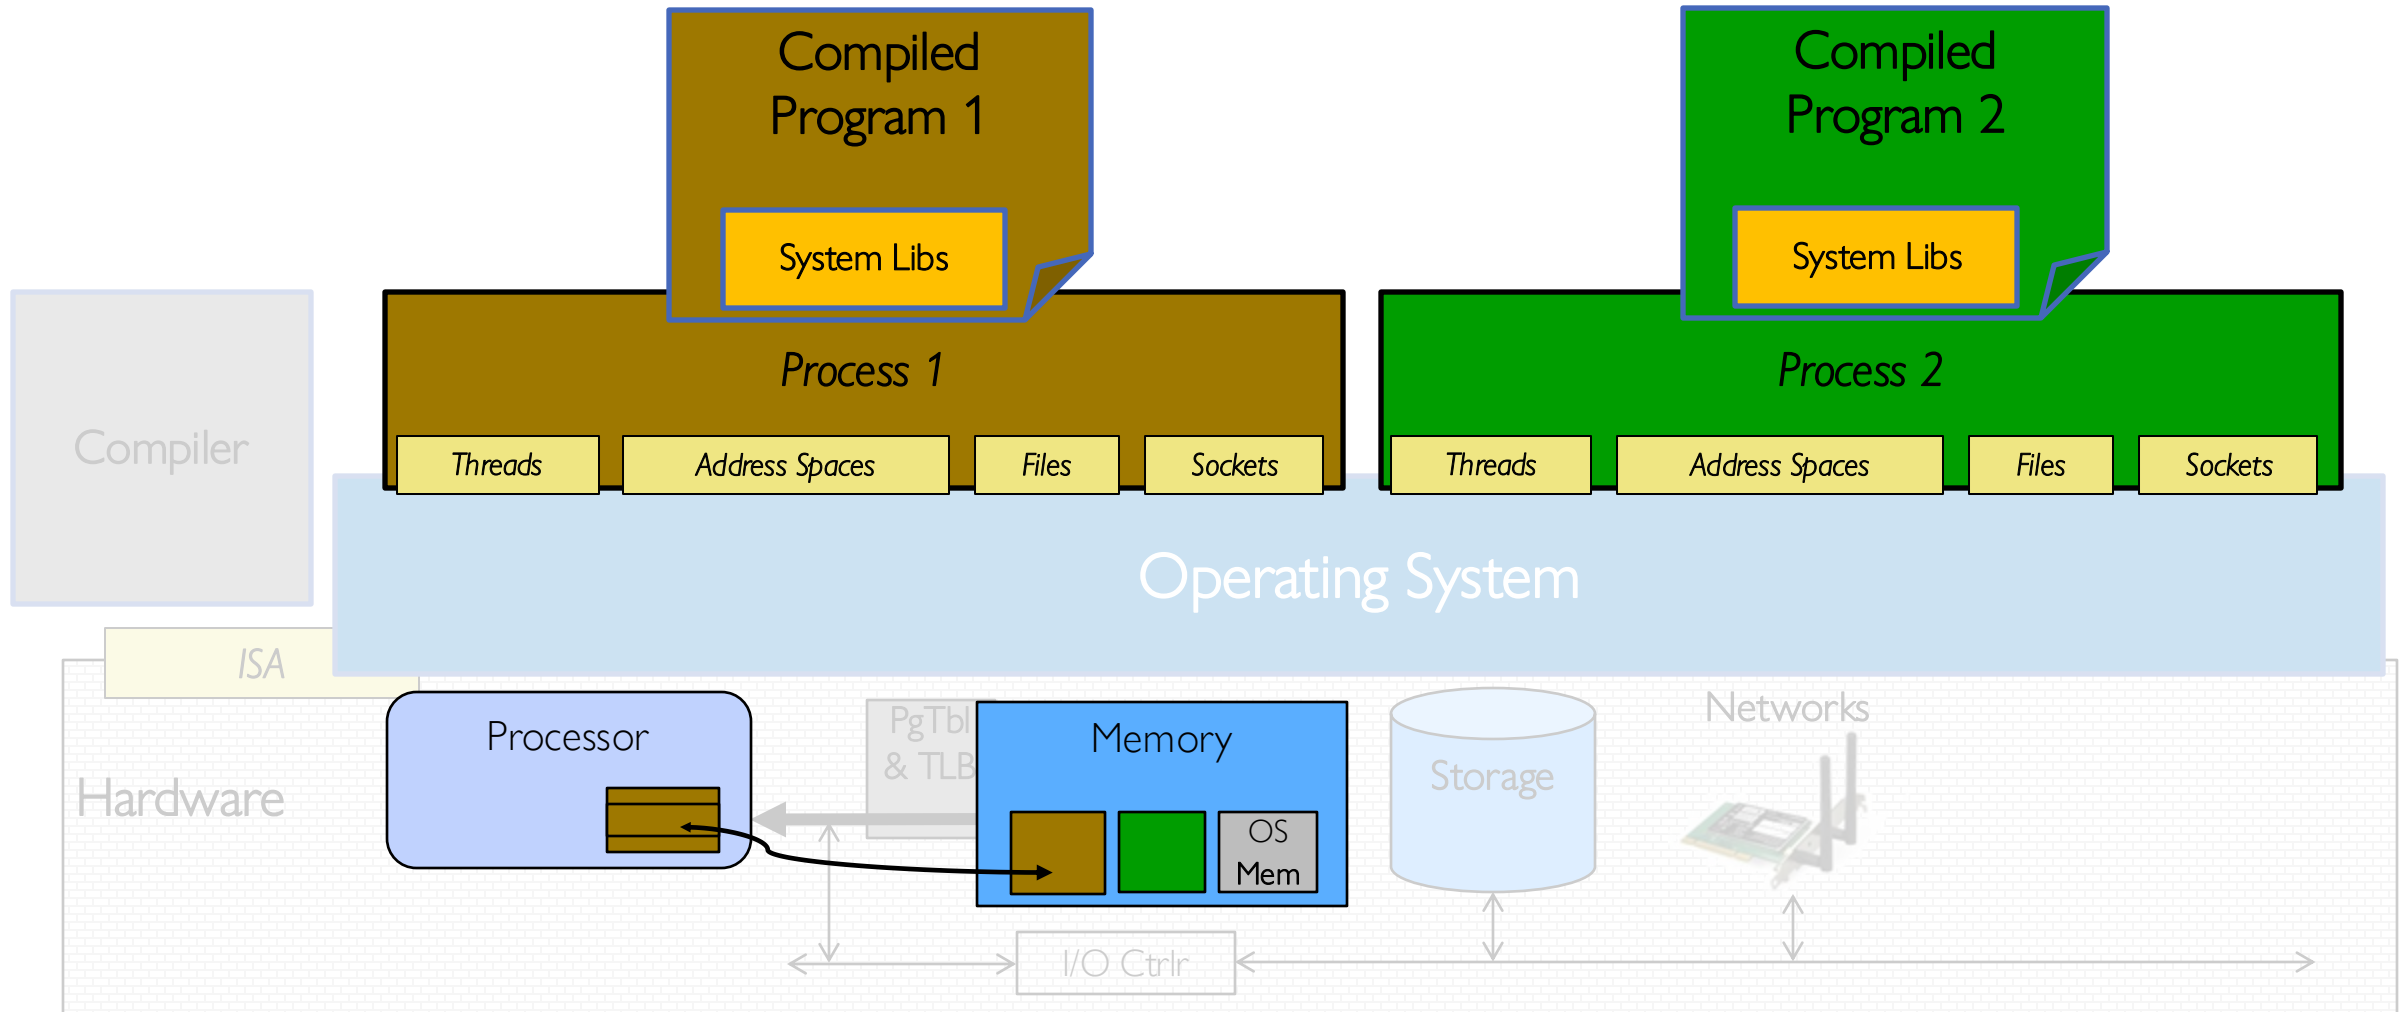 Compiled
Program 1
System Libs
Compiled
Program 2
System Libs
Process 1
Process 2
Compiler
Threads
Address Spaces
Files
Sockets
Threads
Address Spaces
Files
Sockets
Operating System
ISA
Hardware
Processor
PgTbl
& TLB
Memory
OS
Mem
Storage
Networks
I/O Ctrlr